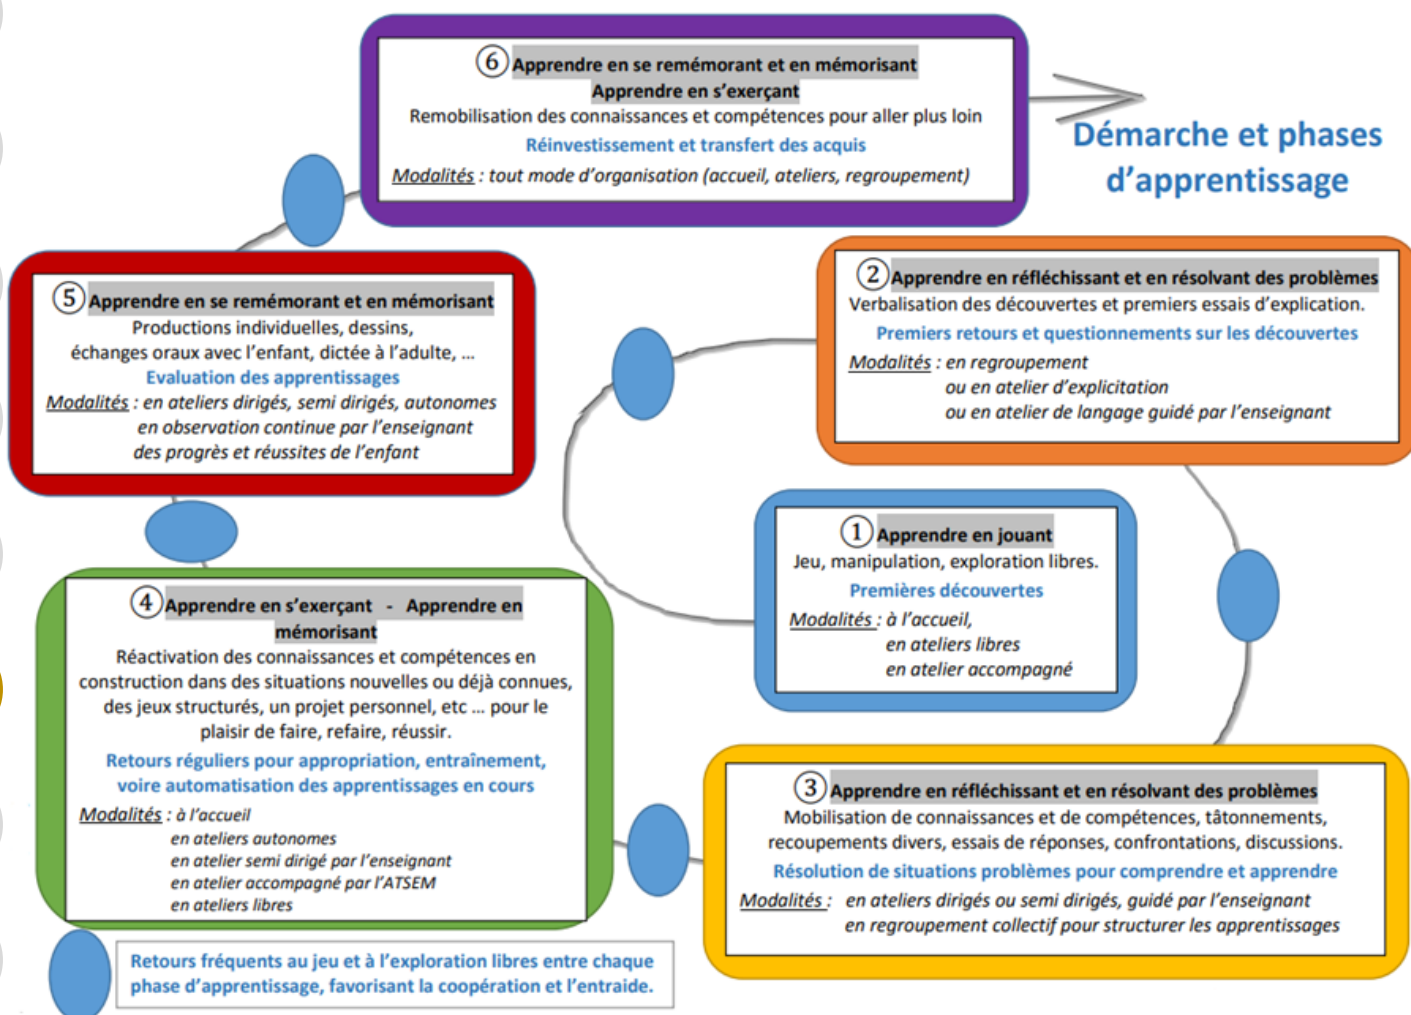 Démarche et phases
d'apprentissage
① Apprendre en jouant
Jeu, manipulation, exploration libres.
Premières découvertes
Modalités : à l'accueil,
en ateliers libres
en atelier accompagné
② Apprendre en réfléchissant et en résolvant des problèmes
Verbalisation des découvertes et premiers essais d'explication.
Premiers retours et questionnements sur les découvertes
Modalités : en regroupement
ou en atelier d'explicitation
ou en atelier de langage guidé par l'enseignant
③ Apprendre en réfléchissant et en résolvant des problèmes
Mobilisation de connaissances et de compétences, tâtonnements,
recoupements divers, essais de réponses, confrontations, discussions.
Résolution de situations problèmes pour comprendre et apprendre
Modalités : en ateliers dirigés ou semi dirigés, guidé par l'enseignant
en regroupement collectif pour structurer les apprentissages
④ Apprendre en s'exerçant - Apprendre en
mémorisant
Réactivation des connaissances et compétences en
construction dans des situations nouvelles ou déjà connues,
des jeux structurés, un projet personnel, etc ... pour le
plaisir de faire, refaire, réussir.
Retours réguliers pour appropriation, entraînement,
voire automatisation des apprentissages en cours
Modalités : à l'accueil
en ateliers autonomes
en atelier semi dirigé par l'enseignant
en atelier accompagné par l'ATSEM
en ateliers libres
⑤ Apprendre en se remémorant et en mémorisant
Productions individuelles, dessins,
échanges oraux avec l'enfant, dictée à l'adulte, ...
Evaluation des apprentissages
Modalités : en ateliers dirigés, semi dirigés, autonomes
en observation continue par l'enseignant
des progrès et réussites de l'enfant
⑥ Apprendre en se remémorant et en mémorisant
Apprendre en s'exerçant
Remobilisation des connaissances et compétences pour aller plus loin
Réinvestissement et transfert des acquis
Modalités : tout mode d'organisation (accueil, ateliers, regroupement)
Retours fréquents au jeu et à l'exploration libres entre chaque
phase d'apprentissage, favorisant la coopération et l'entraide.